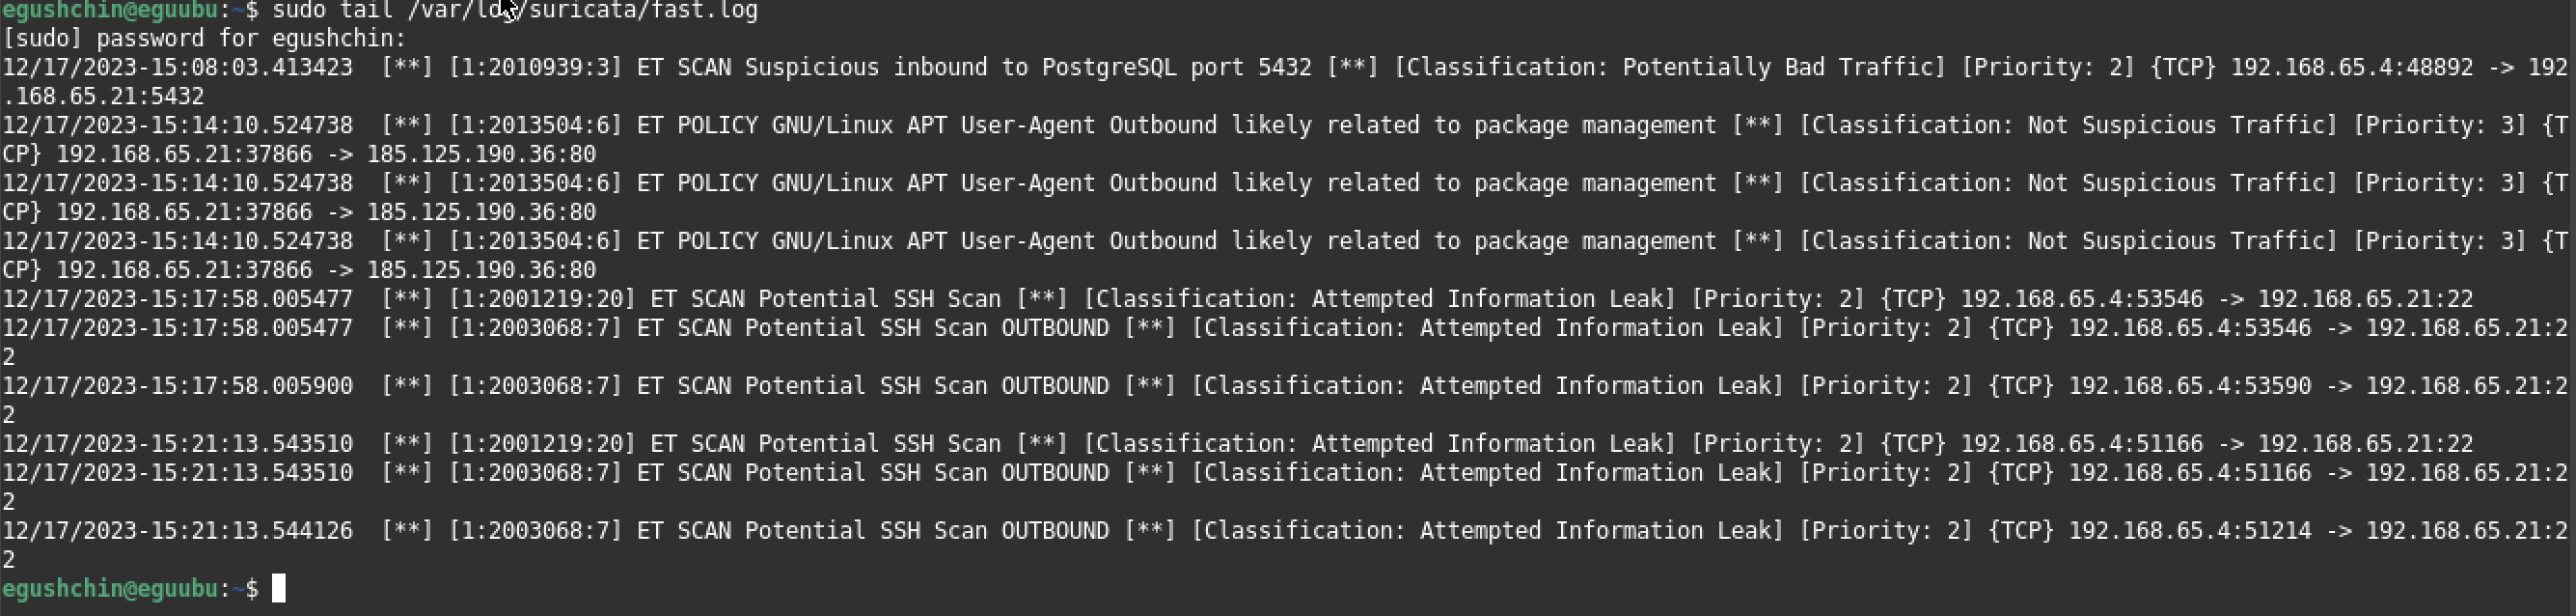 egushchin@eguubu:~$ sudo tail /var/log/suricata/fast.log
[sudo] password for egushchin:
12/17/2023-15:08:03.413423  [**] [1:2010939:3] ET SCAN Suspicious inbound to PostgreSQL port 5432 [**] [Classification: Potentially Bad Traffic] [Priority: 2] {TCP} 192.168.65.4:48892 -> 192
.168.65.21:5432
12/17/2023-15:14:10.524738  [**] [1:2013504:6] ET POLICY GNU/Linux APT User-Agent Outbound likely related to package management [**] [Classification: Not Suspicious Traffic] [Priority: 3] {T
CP} 192.168.65.21:37866 -> 185.125.190.36:80
12/17/2023-15:14:10.524738  [**] [1:2013504:6] ET POLICY GNU/Linux APT User-Agent Outbound likely related to package management [**] [Classification: Not Suspicious Traffic] [Priority: 3] {T
CP} 192.168.65.21:37866 -> 185.125.190.36:80
12/17/2023-15:14:10.524738  [**] [1:2013504:6] ET POLICY GNU/Linux APT User-Agent Outbound likely related to package management [**] [Classification: Not Suspicious Traffic] [Priority: 3] {T
CP} 192.168.65.21:37866 -> 185.125.190.36:80
12/17/2023-15:17:58.005477  [**] [1:2001219:20] ET SCAN Potential SSH Scan [**] [Classification: Attempted Information Leak] [Priority: 2] {TCP} 192.168.65.4:53546 -> 192.168.65.21:22
12/17/2023-15:17:58.005477  [**] [1:2003068:7] ET SCAN Potential SSH Scan OUTBOUND [**] [Classification: Attempted Information Leak] [Priority: 2] {TCP} 192.168.65.4:53546 -> 192.168.65.21:2
2
12/17/2023-15:17:58.005900  [**] [1:2003068:7] ET SCAN Potential SSH Scan OUTBOUND [**] [Classification: Attempted Information Leak] [Priority: 2] {TCP} 192.168.65.4:53590 -> 192.168.65.21:2
2
12/17/2023-15:21:13.543510  [**] [1:2001219:20] ET SCAN Potential SSH Scan [**] [Classification: Attempted Information Leak] [Priority: 2] {TCP} 192.168.65.4:51166 -> 192.168.65.21:22
12/17/2023-15:21:13.543510  [**] [1:2003068:7] ET SCAN Potential SSH Scan OUTBOUND [**] [Classification: Attempted Information Leak] [Priority: 2] {TCP} 192.168.65.4:51166 -> 192.168.65.21:2
2
12/17/2023-15:21:13.544126  [**] [1:2003068:7] ET SCAN Potential SSH Scan OUTBOUND [**] [Classification: Attempted Information Leak] [Priority: 2] {TCP} 192.168.65.4:51214 -> 192.168.65.21:2
2
egushchin@eguubu:~$